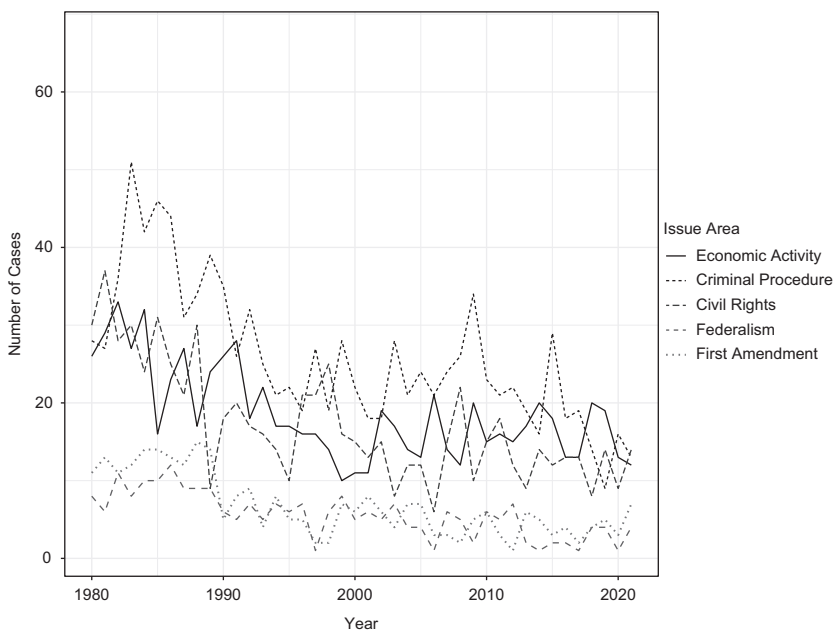 60
40
20
0
Number of Cases
1980
1990
2000
2010
2020
Year
Issue Area
Economic Activity
Criminal Procedure
Civil Rights
Federalism
First Amendment